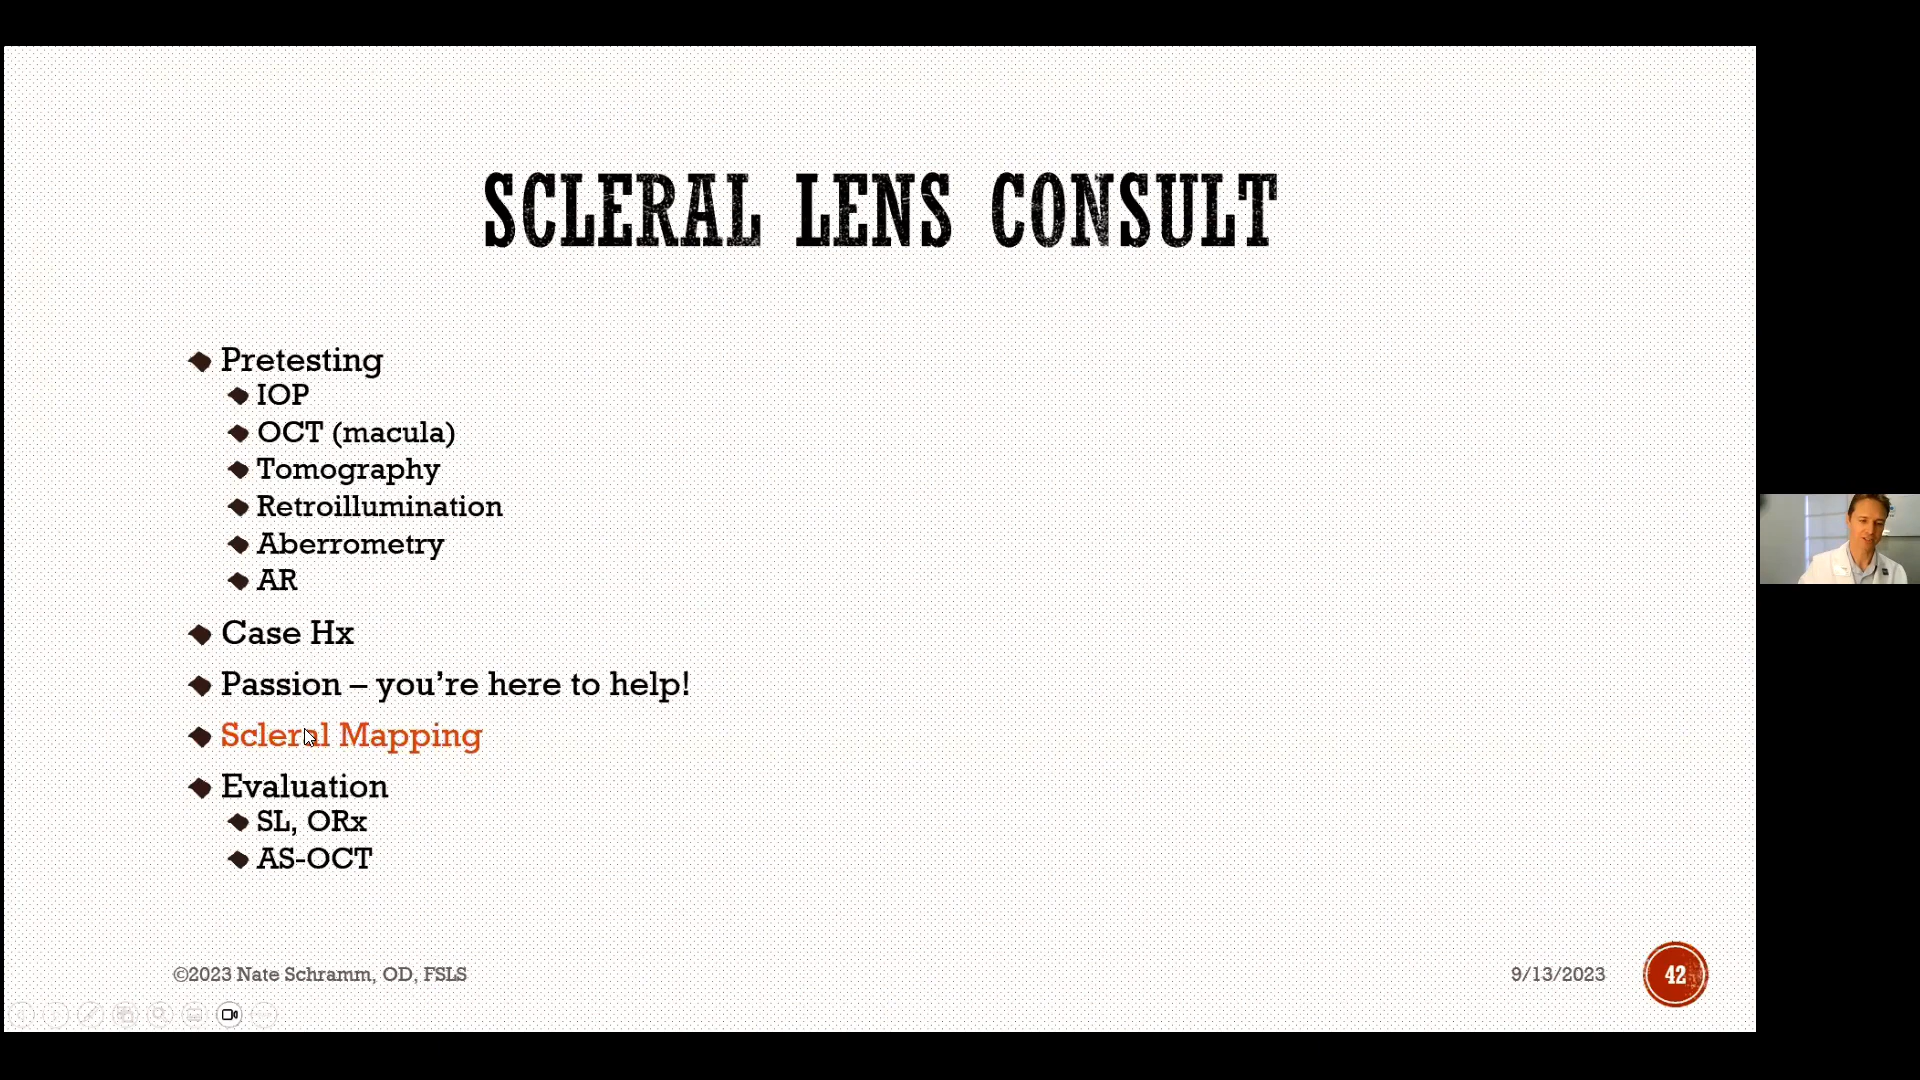 SCLERAL LENS CONSULT
Pretesting
IOP
OCT (macula)
Tomography
Retroillumination
Aberrometry
AR
Case Hx
Passion – you're here to help!
Scleral Mapping
Evaluation
SL, ORx
AS-OCT
©2023 Nate Schramm, OD, FSLS
9/13/2023
42